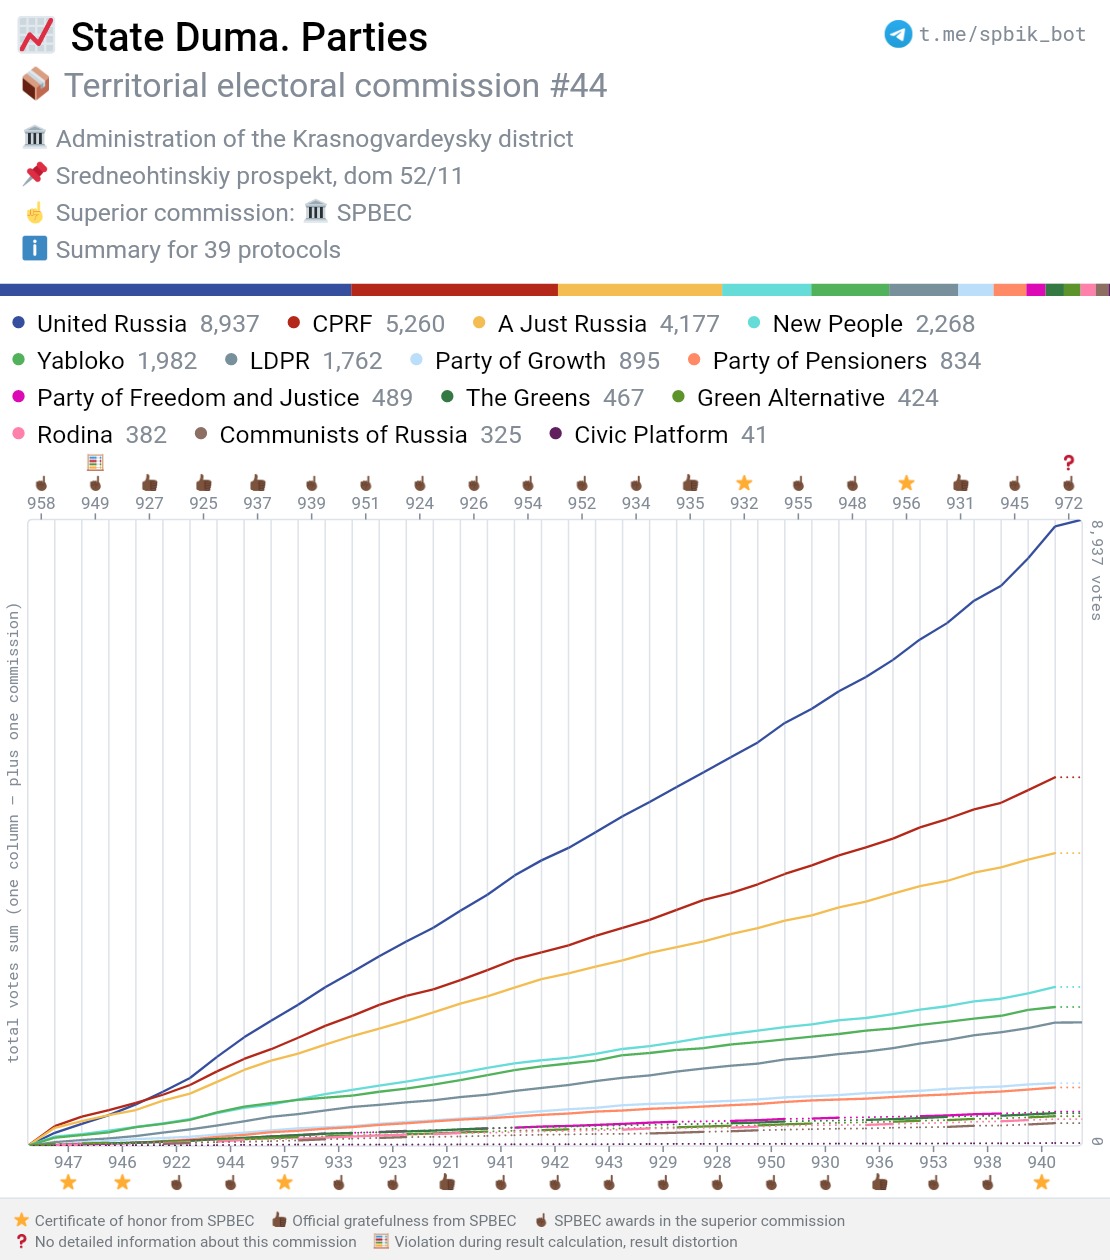 State Duma. Parties
t.me/spbik_bot
Territorial electoral commission #44
Administration of the Krasnogvardeysky district
Sredneohtinskiy prospekt, dom 52/11
Superior commission: SPBEC
Summary for 39 protocols
United Russia 8,937 CPRF 5,260 A Just Russia 4,177 New People 2,268
Yabloko 1,982 LDPR 1,762 Party of Growth 895 Party of Pensioners 834
Party of Freedom and Justice 489 The Greens 467 Green Alternative 424
Rodina 382 Communists of Russia 325 Civic Platform 41
?
958 949 927 925 937 939 951 924 926 954 952 934 935 932 955 948 956 931 945 972
8,937 votes
total votes sum (one column – plus one commission)
0
947 946 922 944 957 933 923 921 941 942 943 929 928 950 930 936 953 938 940
Certificate of honor from SPBEC Official gratefulness from SPBEC SPBEC awards in the superior commission
? No detailed information about this commission Violation during result calculation, result distortion